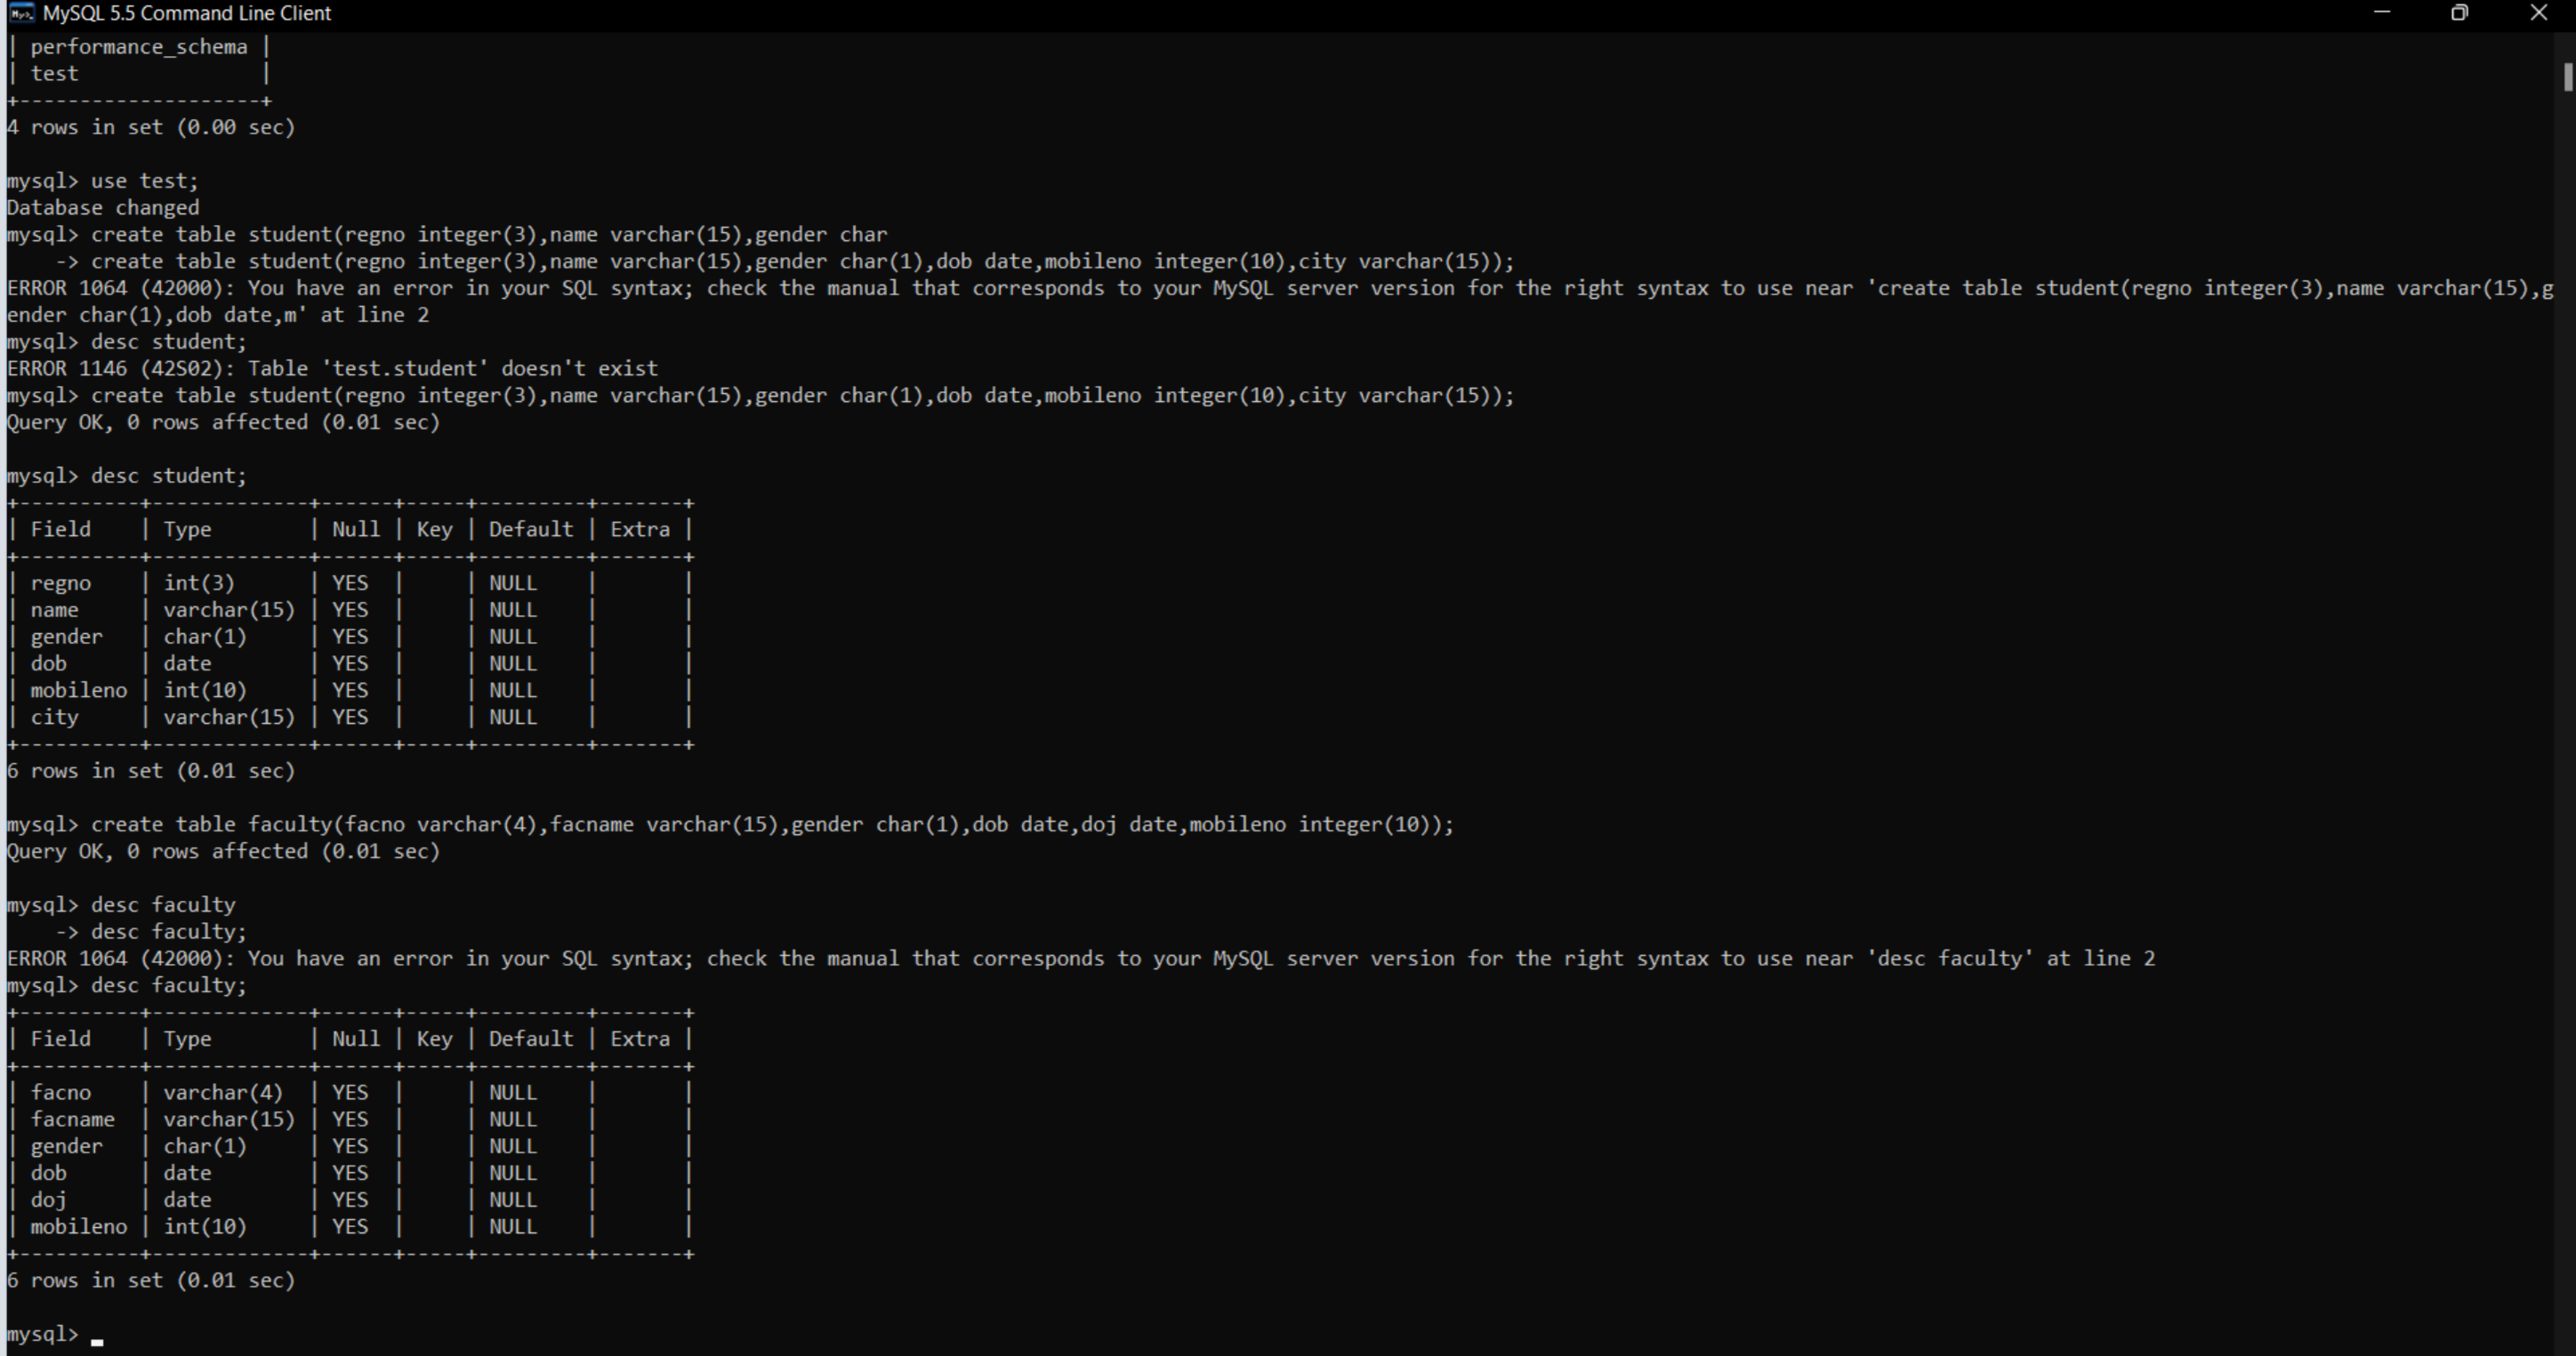 MySQL 5.5 Command Line Client
| performance_schema |
| test               |
+--------------------+
4 rows in set (0.00 sec)

mysql> use test;
Database changed
mysql> create table student(regno integer(3),name varchar(15),gender char
    -> create table student(regno integer(3),name varchar(15),gender char(1),dob date,mobileno integer(10),city varchar(15));
ERROR 1064 (42000): You have an error in your SQL syntax; check the manual that corresponds to your MySQL server version for the right syntax to use near 'create table student(regno integer(3),name varchar(15),g
ender char(1),dob date,m' at line 2
mysql> desc student;
ERROR 1146 (42S02): Table 'test.student' doesn't exist
mysql> create table student(regno integer(3),name varchar(15),gender char(1),dob date,mobileno integer(10),city varchar(15));
Query OK, 0 rows affected (0.01 sec)

mysql> desc student;
+----------+-------------+------+-----+---------+-------+
| Field    | Type        | Null | Key | Default | Extra |
+----------+-------------+------+-----+---------+-------+
| regno    | int(3)      | YES  |     | NULL    |       |
| name     | varchar(15) | YES  |     | NULL    |       |
| gender   | char(1)     | YES  |     | NULL    |       |
| dob      | date        | YES  |     | NULL    |       |
| mobileno | int(10)     | YES  |     | NULL    |       |
| city     | varchar(15) | YES  |     | NULL    |       |
+----------+-------------+------+-----+---------+-------+
6 rows in set (0.01 sec)

mysql> create table faculty(facno varchar(4),facname varchar(15),gender char(1),dob date,doj date,mobileno integer(10));
Query OK, 0 rows affected (0.01 sec)

mysql> desc faculty
    -> desc faculty;
ERROR 1064 (42000): You have an error in your SQL syntax; check the manual that corresponds to your MySQL server version for the right syntax to use near 'desc faculty' at line 2
mysql> desc faculty;
+----------+-------------+------+-----+---------+-------+
| Field    | Type        | Null | Key | Default | Extra |
+----------+-------------+------+-----+---------+-------+
| facno    | varchar(4)  | YES  |     | NULL    |       |
| facname  | varchar(15) | YES  |     | NULL    |       |
| gender   | char(1)     | YES  |     | NULL    |       |
| dob      | date        | YES  |     | NULL    |       |
| doj      | date        | YES  |     | NULL    |       |
| mobileno | int(10)     | YES  |     | NULL    |       |
+----------+-------------+------+-----+---------+-------+
6 rows in set (0.01 sec)

mysql>